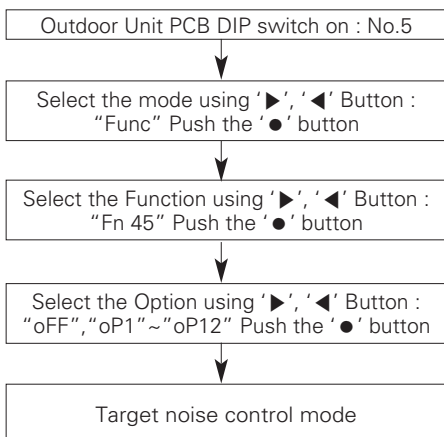 Outdoor Unit PCB DIP switch on : No.5
Select the mode using ‘▶’, ‘◀’ Button :
“Func” Push the ‘●’ button
Select the Function using ‘▶’, ‘◀’ Button :
“Fn 45” Push the ‘●’ button
Select the Option using ‘▶’, ‘◀’ Button :
“oFF”,“oP1”~”oP12” Push the ‘●’ button
Target noise control mode